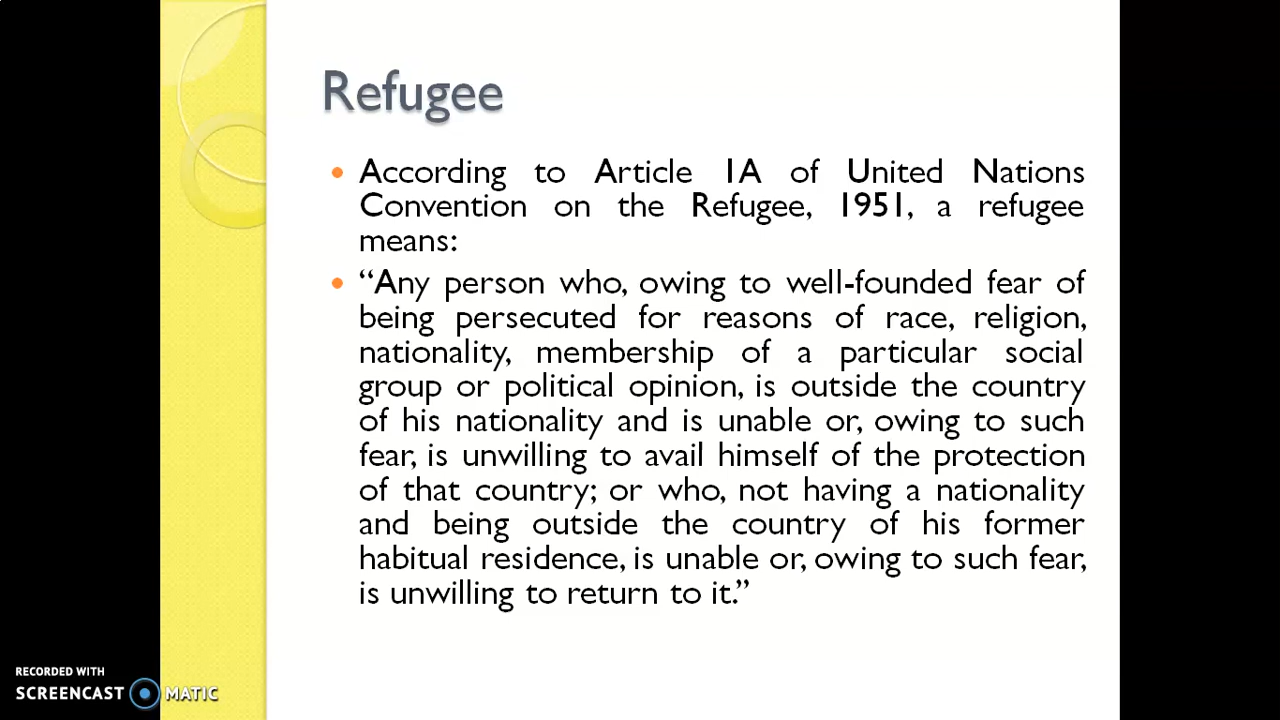 Refugee
According to Article 1A of United Nations
Convention on the Refugee, 1951, a refugee
means:
“Any person who, owing to well-founded fear of
being persecuted for reasons of race, religion,
nationality, membership of a particular social
group or political opinion, is outside the country
of his nationality and is unable or, owing to such
fear, is unwilling to avail himself of the protection
of that country; or who, not having a nationality
and being outside the country of his former
habitual residence, is unable or, owing to such fear,
is unwilling to return to it.”
RECORDED WITH
SCREENCAST MATIC